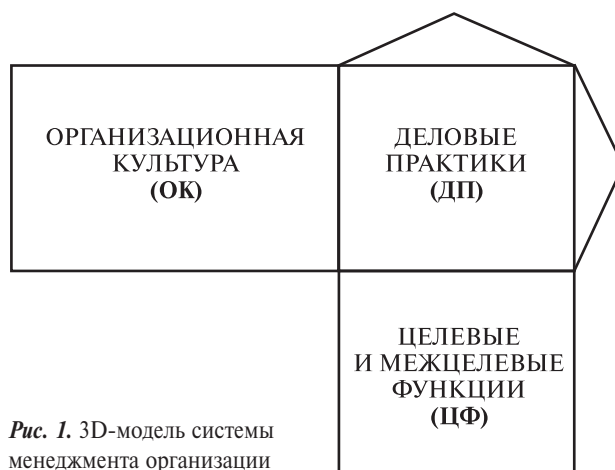 ОРГАНИЗАЦИОННАЯ
КУЛЬТУРА
(ОК)
ДЕЛОВЫЕ
ПРАКТИКИ
(ДП)
ЦЕЛЕВЫЕ
И МЕЖЦЕЛЕВЫЕ
ФУНКЦИИ
(ЦФ)
Рис. 1. 3D-модель системы
менеджмента организации